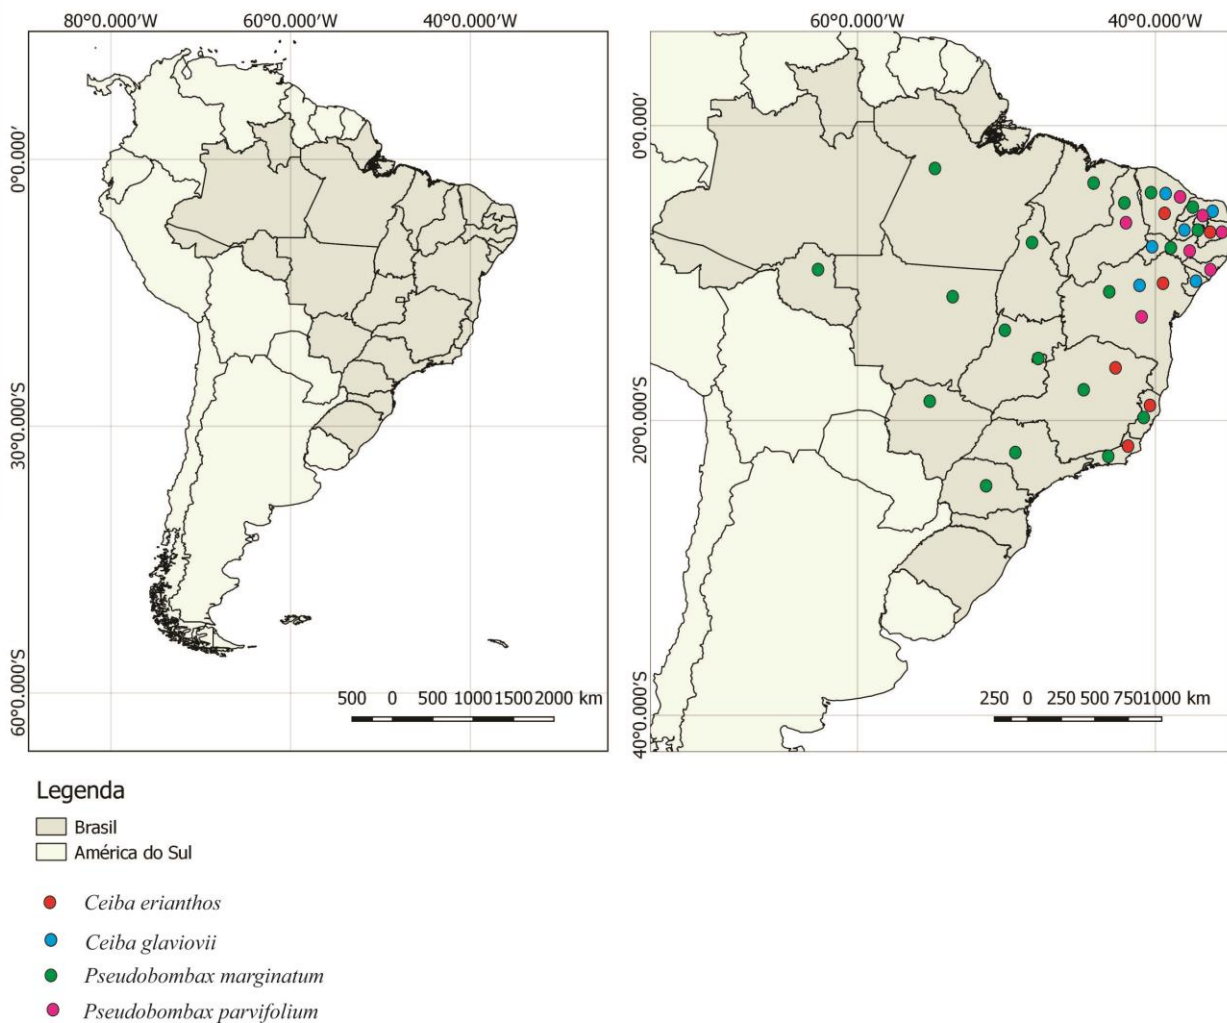 80°0.000'W 60°0.000'W 40°0.000'W
0°0.000'
30°0.000'S
60°0.000'S
500 0 500 1000 1500 2000 km
60°0.000'W 40°0.000'W
0°0.000'
20°0.000'S
40°0.000'S
250 0 250 500 750 1000 km
Legenda
Brasil
América do Sul
Ceiba erianthos
Ceiba glaviovii
Pseudobombax marginatum
Pseudobombax parvifolium